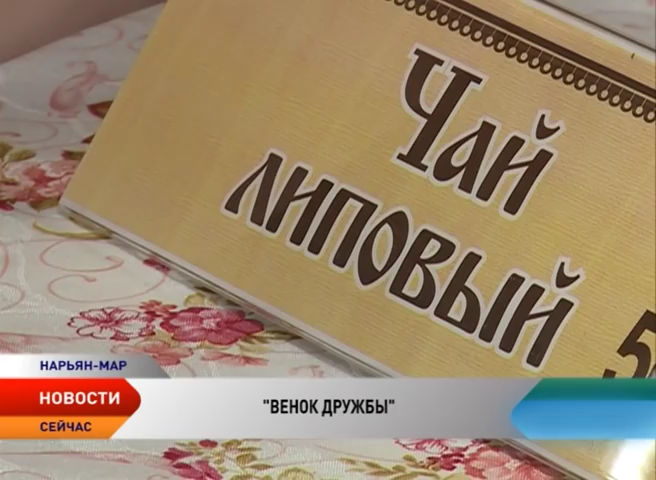 Чай
липовый
НАРЬЯН-МАР
НОВОСТИ
"ВЕНОК ДРУЖБЫ"
СЕЙЧАС